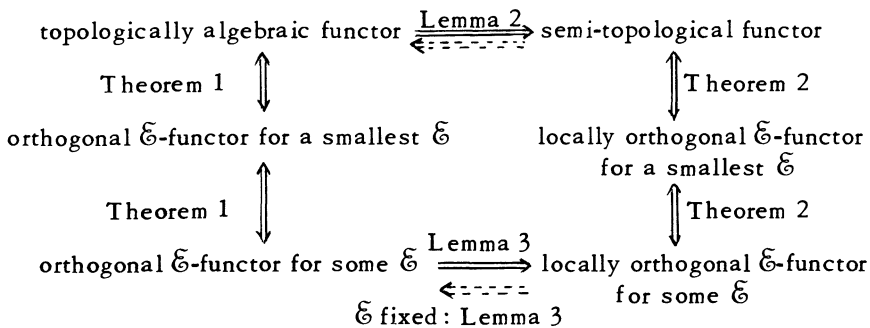 Lemma 2
topologically algebraic functor semi-topological functor
Theorem 1 Theorem 2
orthogonal ℰ-functor for a smallest ℰ locally orthogonal ℰ-functor
for a smallest ℰ
Theorem 1 Theorem 2
Lemma 3
orthogonal ℰ-functor for some ℰ locally orthogonal ℰ-functor
for some ℰ
ℰ fixed: Lemma 3